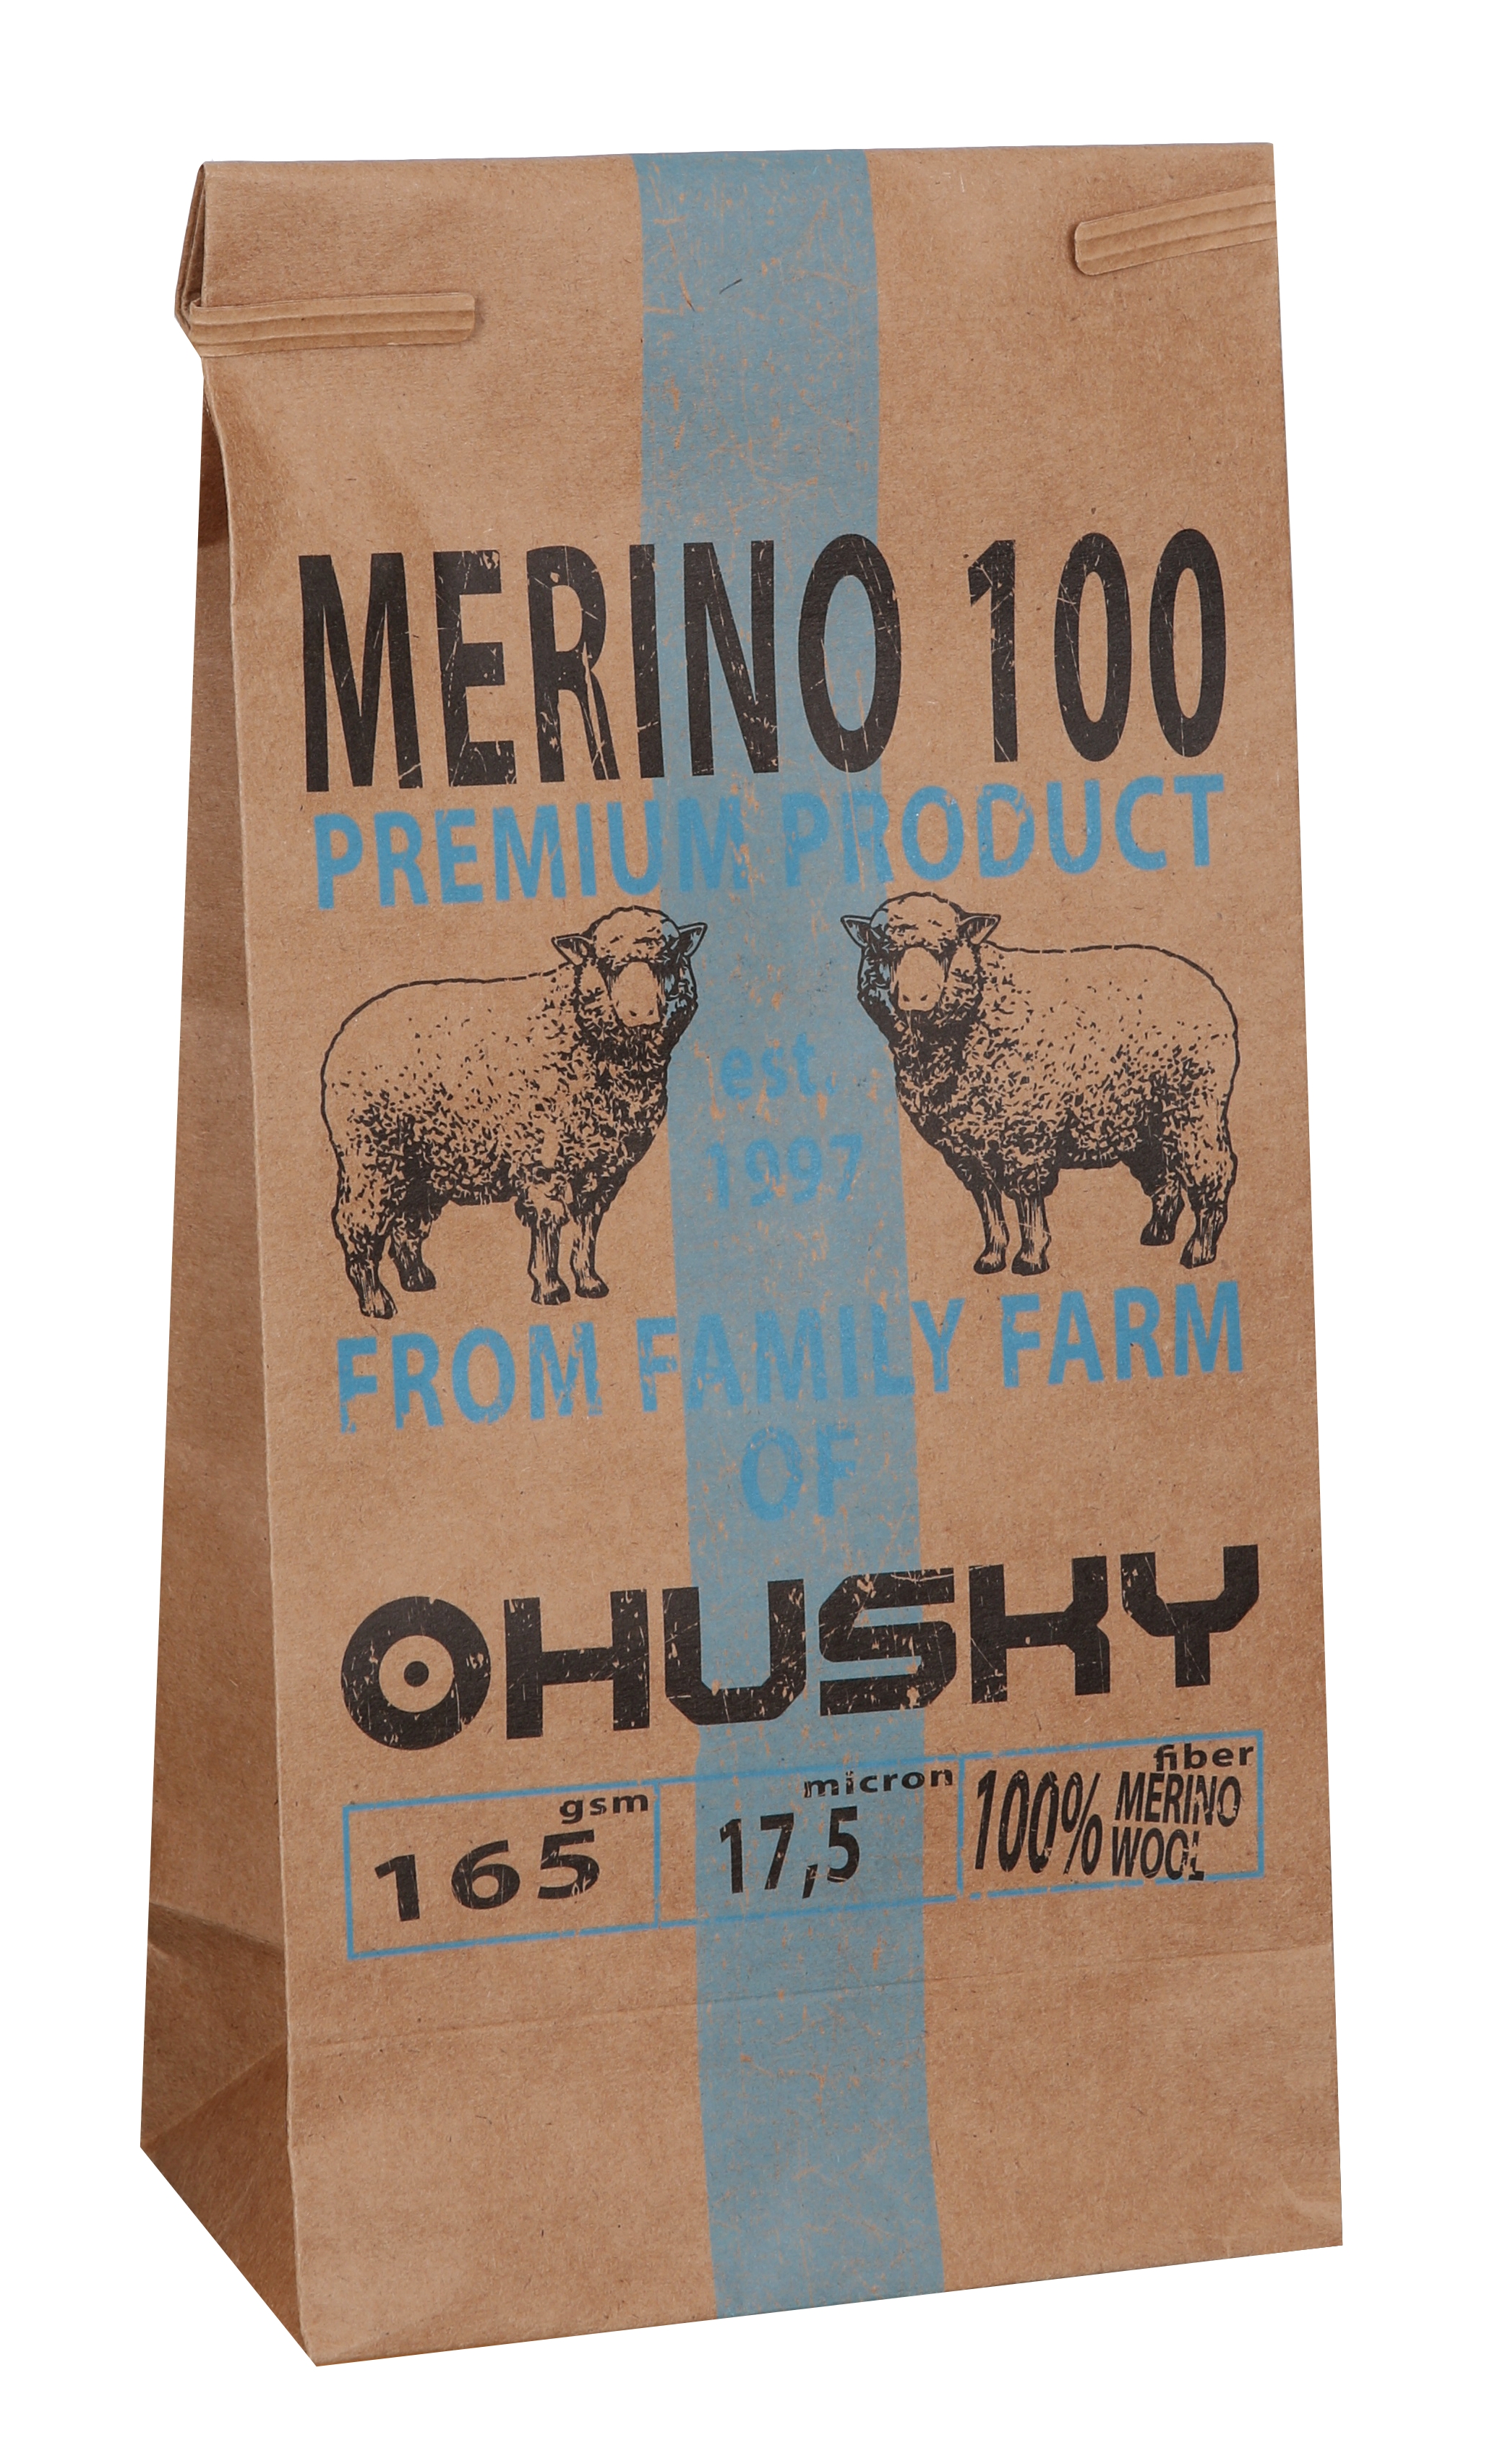 MERINO 100
PREMIUM PRODUCT
est.
1997
FROM FAMILY FARM
OF
HUSKY
gsm
165
micron
17,5
fiber
100% MERINO
WOOL